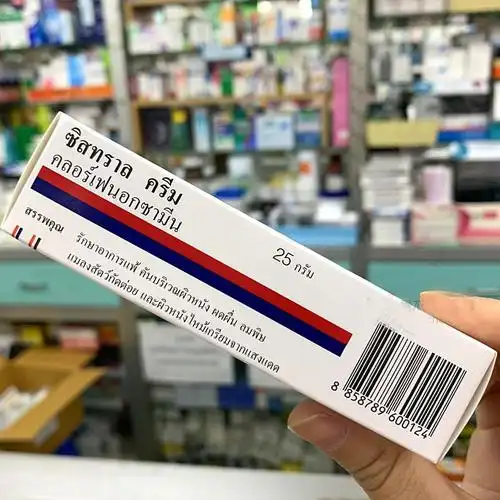 ซิสทราล ครีม
คลอร์เฟนอกซามีน
25 กรัม
สรรพคุณ
รักษาอาการแพ้ คันบริเวณผิวหนัง ผดผื่น ลมพิษ
แมลงสัตว์กัดต่อย และผิวหนังไหม้เกรียมจากแสงแดด
8 858789 600124